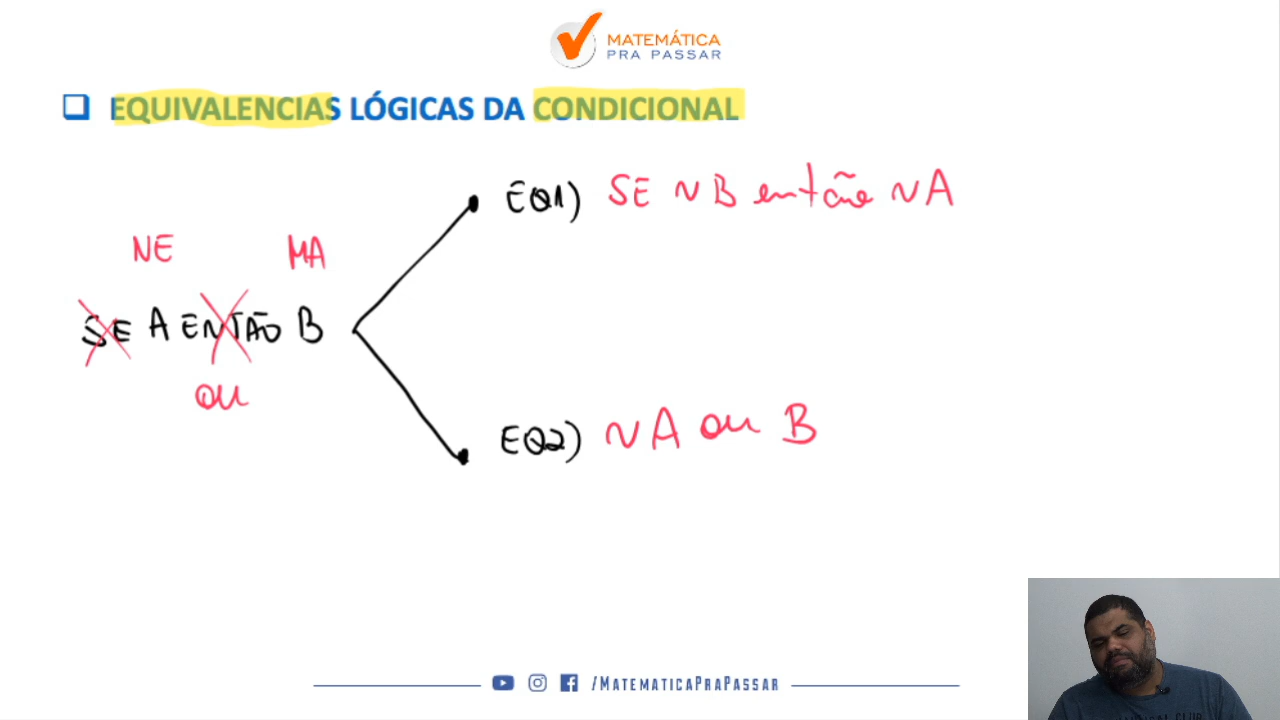 MATEMÁTICA
PRA PASSAR
EQUIVALENCIAS LÓGICAS DA CONDICIONAL
EQ1) SE ~B então ~A
NE MA
SE A ENTÃO B
OU
EQ2) ~A ou B
/MATEMATICAPRAPASSAR